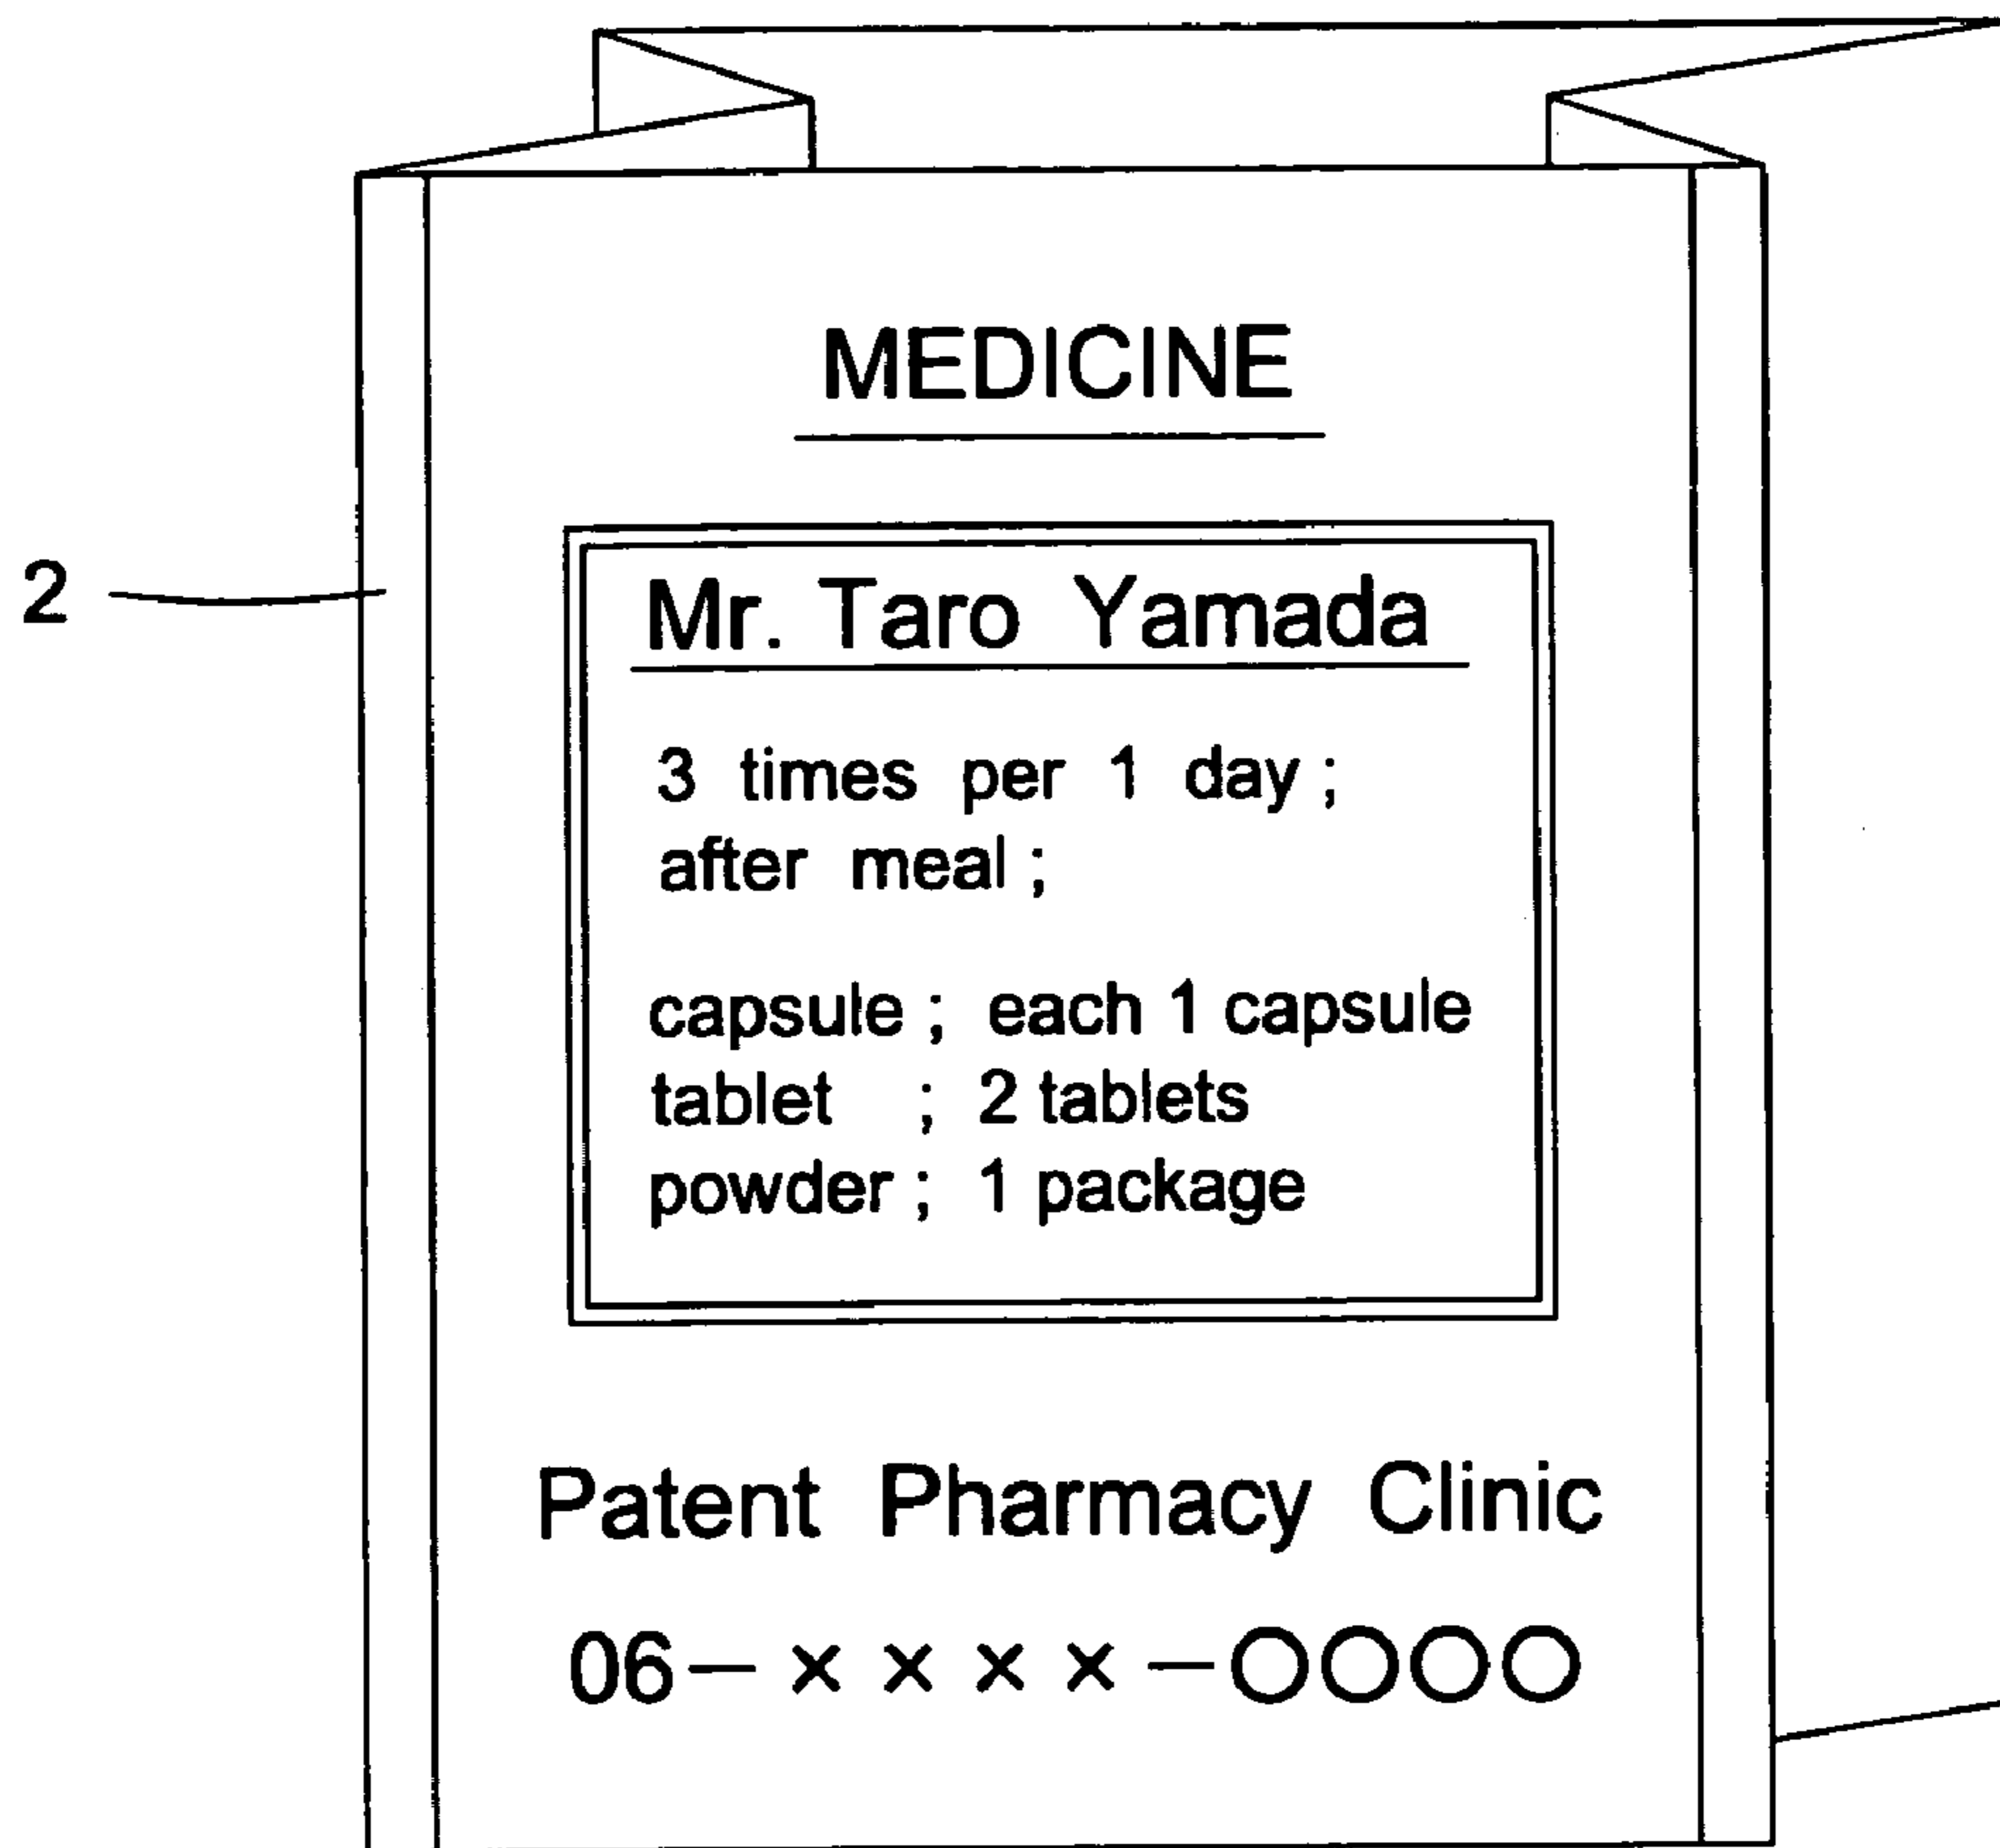 MEDICINE
2
Mr. Taro Yamada
3 times per 1 day ;
after meal ;
capsule ; each 1 capsule
tablet ; 2 tablets
powder ; 1 package
Patent Pharmacy Clinic
06－××××－○○○○